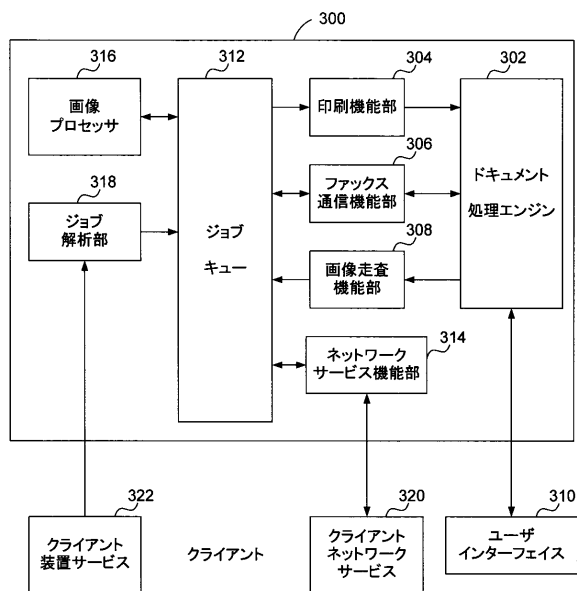 300
316
312
304
302
画像
プロセッサ
印刷機能部
306
ドキュメント
処理エンジン
318
ファックス
通信機能部
ジョブ
解析部
ジョブ
キュー
308
画像走査
機能部
314
ネットワーク
サービス機能部
322
320
310
クライアント
装置サービス
クライアント
クライアント
ネットワーク
サービス
ユーザ
インターフェイス